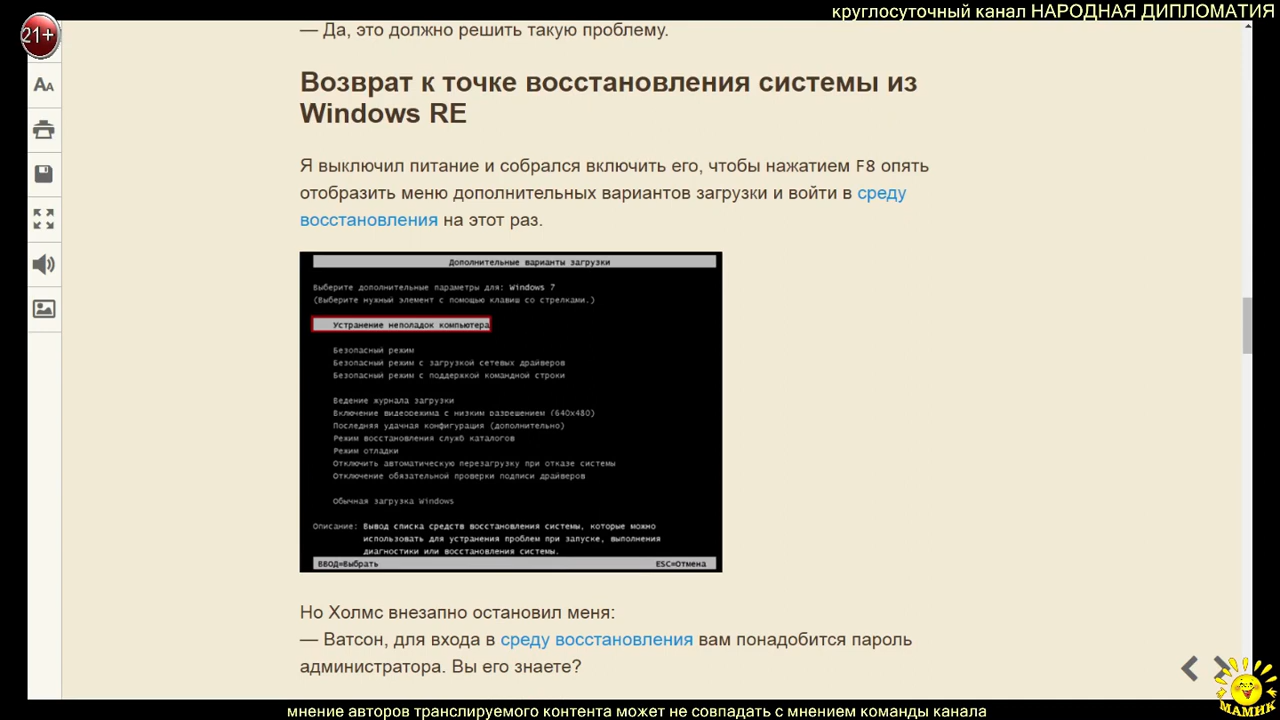 круглосуточный канал НАРОДНАЯ ДИПЛОМАТИЯ
21+
— Да, это должно решить такую проблему.
Возврат к точке восстановления системы из
Windows RE
Я выключил питание и собрался включить его, чтобы нажатием F8 опять
отобразить меню дополнительных вариантов загрузки и войти в среду
восстановления на этот раз.
Дополнительные варианты загрузки
Выберите дополнительные параметры для: Windows 7
(Выберите нужный элемент с помощью клавиш со стрелками.)
Устранение неполадок компьютера
Безопасный режим
Безопасный режим с загрузкой сетевых драйверов
Безопасный режим с поддержкой командной строки
Ведение журнала загрузки
Включение видеорежима с низким разрешением (640x480)
Последняя удачная конфигурация (дополнительно)
Режим восстановления служб каталогов
Режим отладки
Отключить автоматическую перезагрузку при отказе системы
Отключение обязательной проверки подписи драйверов
Обычная загрузка Windows
Описание: Вывод списка средств восстановления системы, которые можно
использовать для устранения проблем при запуске, выполнения
диагностики или восстановления системы.
ВВОД=Выбрать ESC=Отмена
Но Холмс внезапно остановил меня:
— Ватсон, для входа в среду восстановления вам понадобится пароль
администратора. Вы его знаете?
МАМИК
мнение авторов транслируемого контента может не совпадать с мнением команды канала